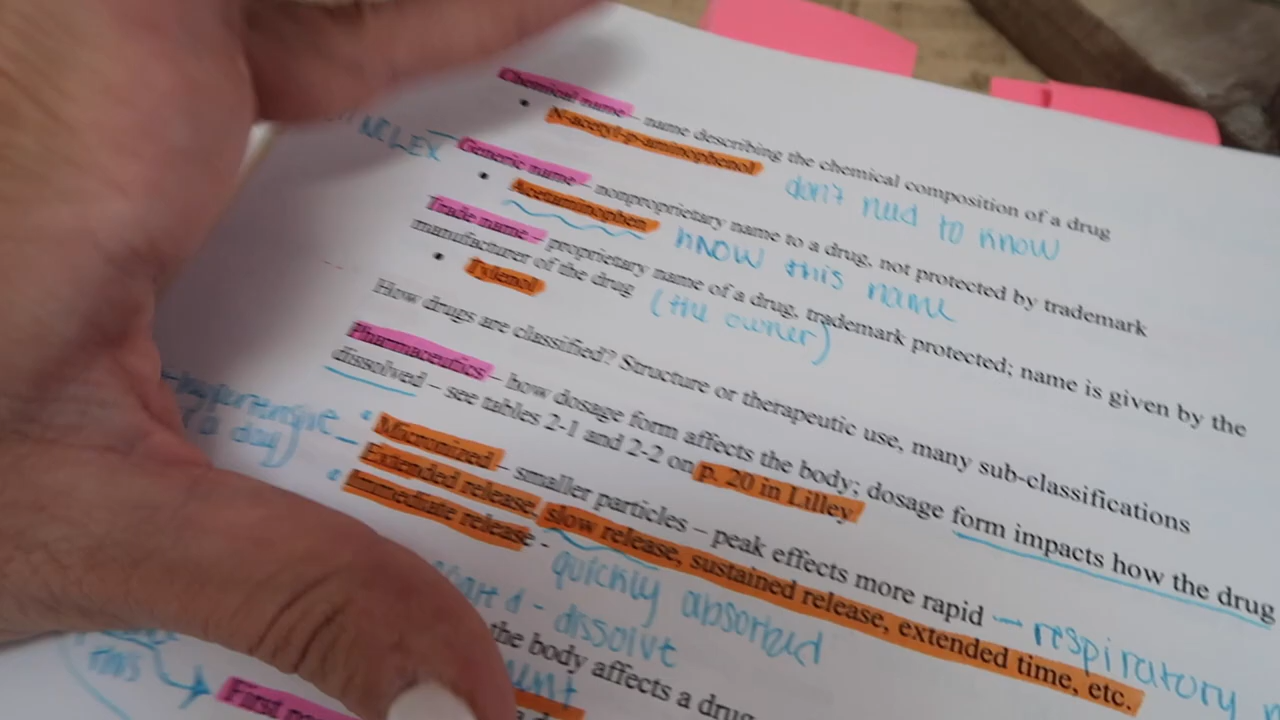 Chemical name – name describing the chemical composition of a drug
• N-acetyl-p-aminophenol don't need to know
NCLEX
Generic name – nonproprietary name to a drug, not protected by trademark
• Acetaminophen know this name
Trade name – proprietary name of a drug, trademark protected; name is given by the
manufacturer of the drug (the owner)
• Tylenol
How drugs are classified? Structure or therapeutic use, many sub-classifications
Pharmaceutics – how dosage form affects the body; dosage form impacts how the drug
dissolved – see tables 2-1 and 2-2 on p. 20 in Lilley
Micronized – smaller particles – peak effects more rapid – respiratory
Extended release, slow release, sustained release, extended time, etc.
Immediate release - quickly absorbed
a day)
- dissolve
the body affects a drug
First